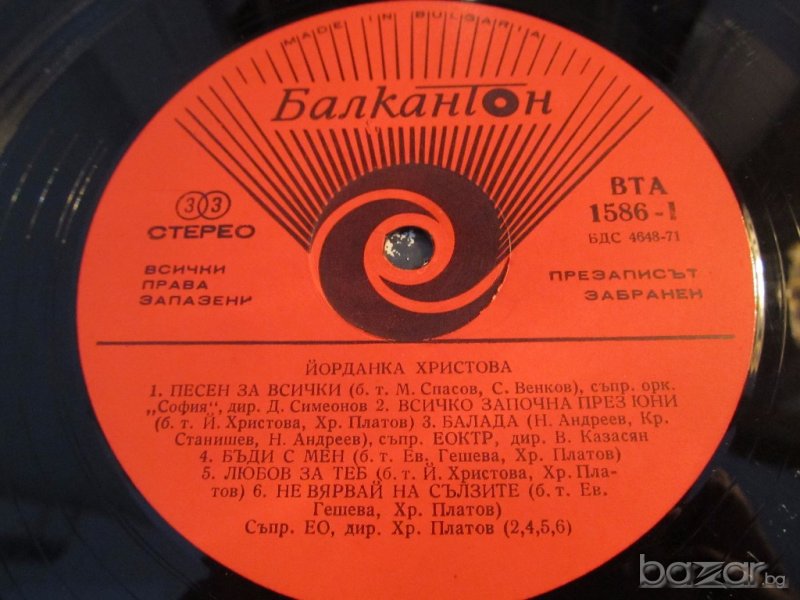 MADE IN BULGARIA
Балкантон
33
СТЕРЕО
ВТА
1586-I
БДС 4648-71
ВСИЧКИ
ПРАВА
ЗАПАЗЕНИ
ПРЕЗАПИСЪТ
ЗАБРАНЕН
ЙОРДАНКА ХРИСТОВА
1. ПЕСЕН ЗА ВСИЧКИ (б. т. М. Спасов, С. Венков), съпр. орк.
„София", дир. Д. Симеонов 2. ВСИЧКО ЗАПОЧНА ПРЕЗ ЮНИ
(б. т. Й. Христова, Хр. Платов) 3. БАЛАДА (Н. Андреев, Кр.
Станишев, Н. Андреев), съпр. ЕОКТР, дир. В. Казасян
4. БЪДИ С МЕН (б. т. Ев. Гешева, Хр. Платов)
5. ЛЮБОВ ЗА ТЕБ (б. т. Й. Христова, Хр. Пла-
тов) 6. НЕ ВЯРВАЙ НА СЪЛЗИТЕ (б. т. Ев.
Гешева, Хр. Платов)
Съпр. ЕО, дир. Хр. Платов (2,4,5,6)
bazar.bg